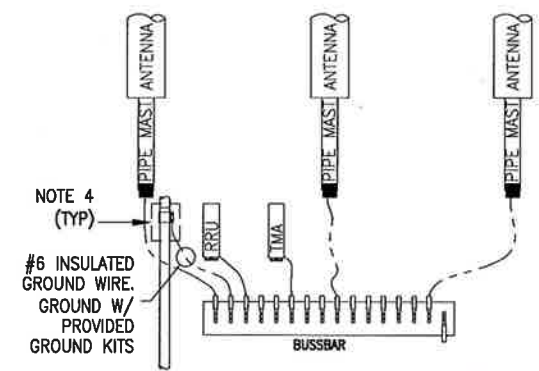 ANTENNA
PIPE MAST
ANTENNA
PIPE MAST
ANTENNA
PIPE MAST
NOTE 4
(TYP)
RRU
TMA
#6 INSULATED
GROUND WIRE.
GROUND W/
PROVIDED
GROUND KITS
BUSSBAR